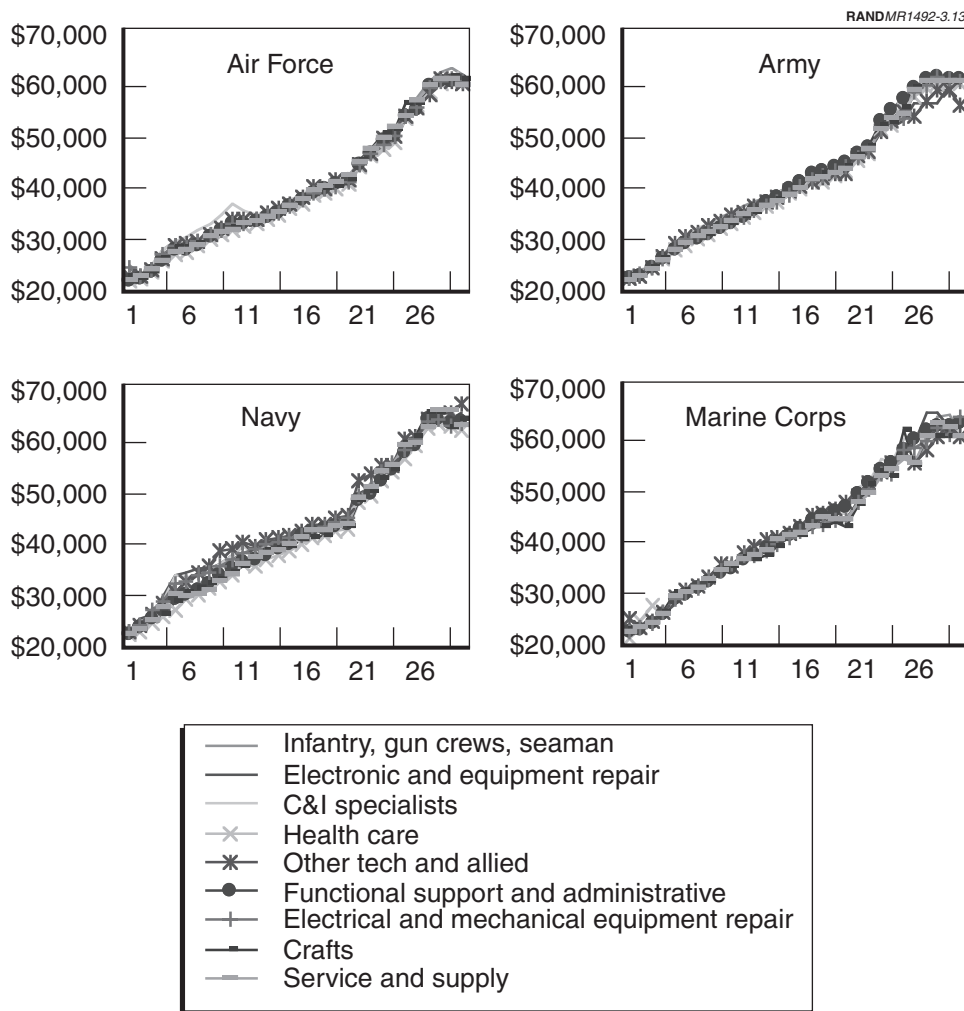 RANDMR1492-3.13
$70,000
$60,000
$50,000
$40,000
$30,000
$20,000
Air Force
1 6 11 16 21 26
$70,000
$60,000
$50,000
$40,000
$30,000
$20,000
Army
1 6 11 16 21 26
$70,000
$60,000
$50,000
$40,000
$30,000
$20,000
Navy
1 6 11 16 21 26
$70,000
$60,000
$50,000
$40,000
$30,000
$20,000
Marine Corps
1 6 11 16 21 26
Infantry, gun crews, seaman
Electronic and equipment repair
C&I specialists
Health care
Other tech and allied
Functional support and administrative
Electrical and mechanical equipment repair
Crafts
Service and supply